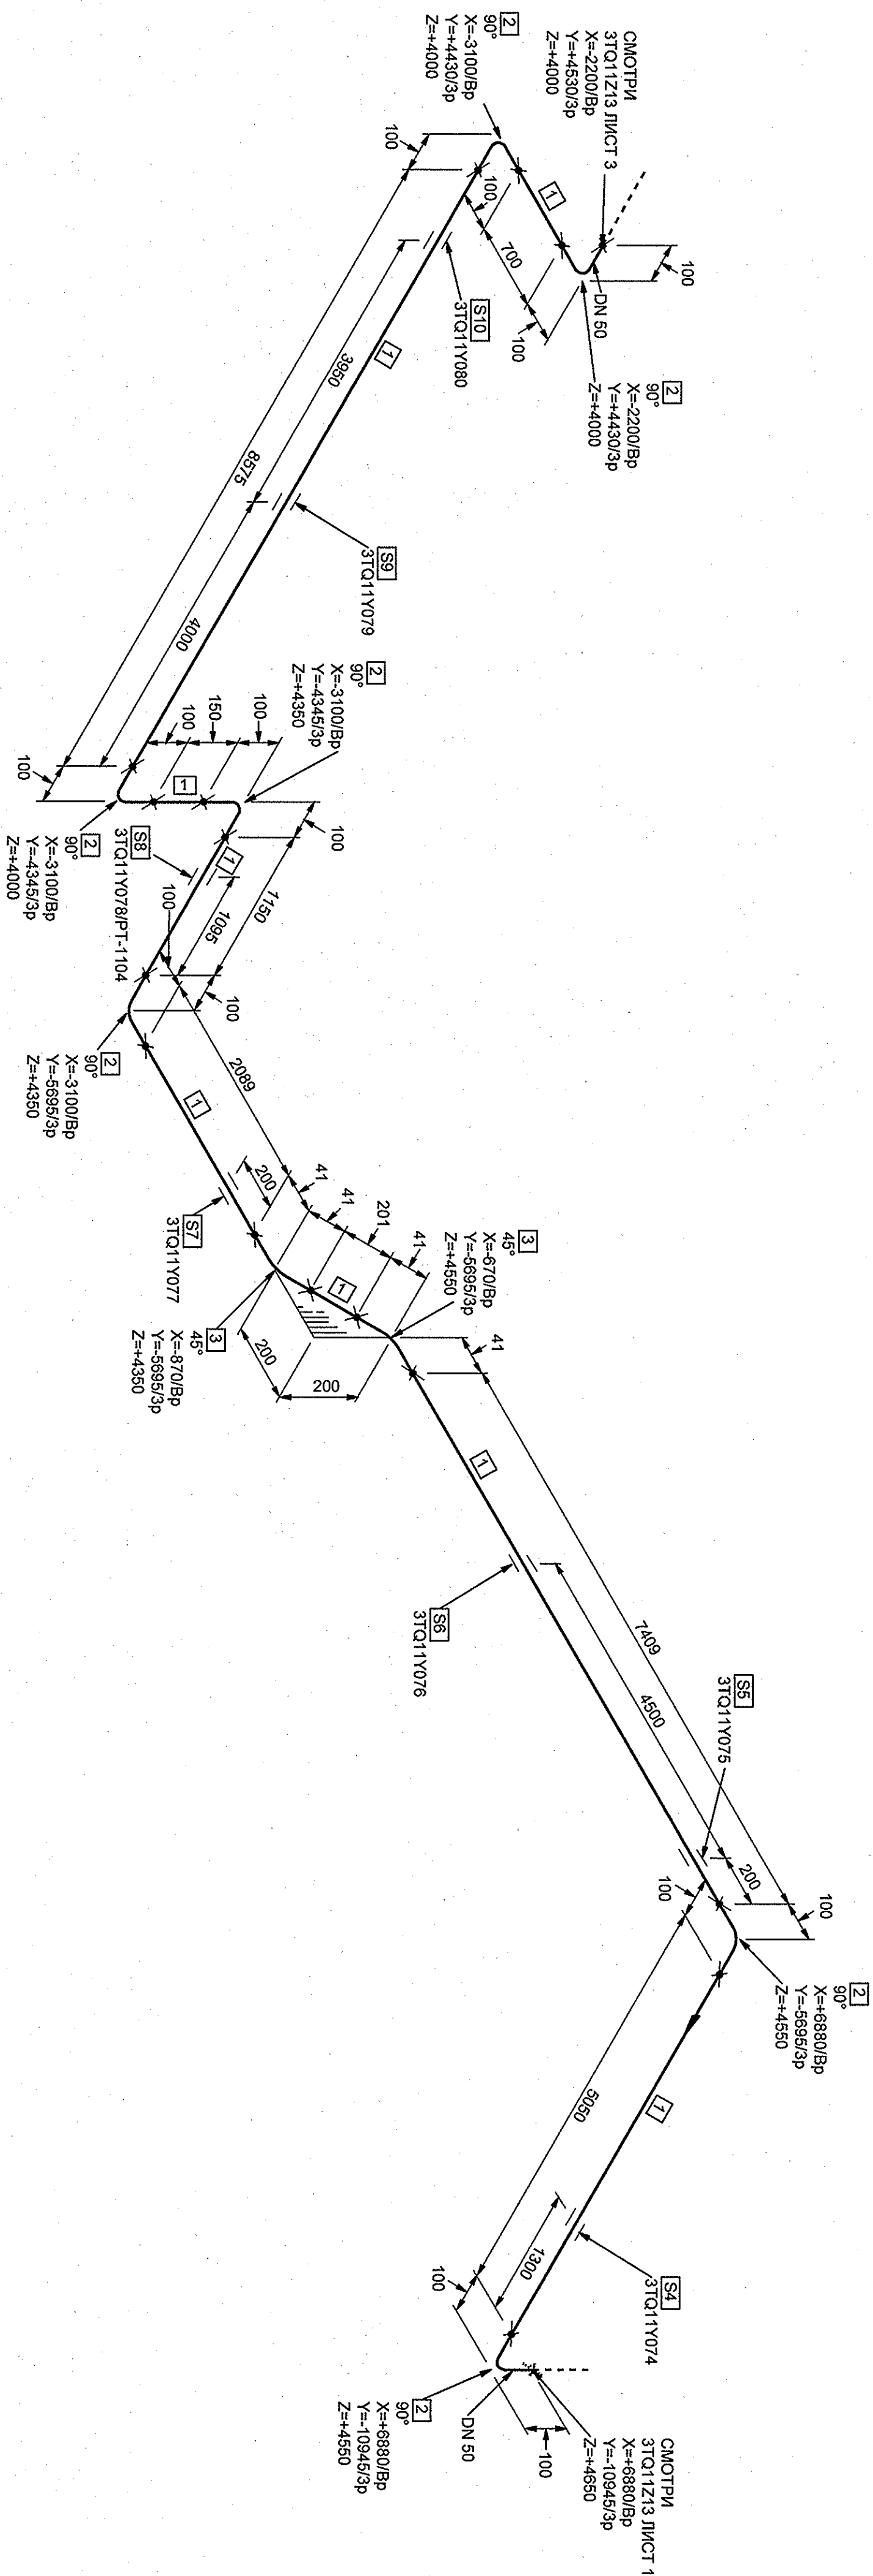 СМОТРИ
3TQ11Z13 ЛИСТ 3
X=-2200/Вр
Y=+4530/Зр
Z=+4000
2
90°
X=-3100/Вр
Y=+4430/Зр
Z=+4000
100
1
100
700
100
100
DN 50
2
90°
X=-2200/Вр
Y=+4430/Зр
Z=+4000
S10
3TQ11Y080
1
3950
8575
S9
3TQ11Y079
4000
2
90°
X=-3100/Вр
Y=-4345/Зр
Z=+4350
100
150
100
1
100
2
90°
X=-3100/Вр
Y=-4345/Зр
Z=+4000
100
1
S8
3TQ11Y078/PT-1104
1150
1095
100
100
2
90°
X=-3100/Вр
Y=-5695/Зр
Z=+4350
1
2089
200
S7
3TQ11Y077
41
41
201
41
1
3
45°
X=-670/Вр
Y=-5695/Зр
Z=+4550
3
45°
X=-870/Вр
Y=-5695/Зр
Z=+4350
200
200
41
1
S6
3TQ11Y076
7409
4500
S5
3TQ11Y075
200
100
100
2
90°
X=+6880/Вр
Y=-5695/Зр
Z=+4550
1
5050
1300
S4
3TQ11Y074
100
2
90°
X=+6880/Вр
Y=-10945/Зр
Z=+4550
DN 50
100
СМОТРИ
3TQ11Z13 ЛИСТ 1
X=+6880/Вр
Y=-10945/Зр
Z=+4650